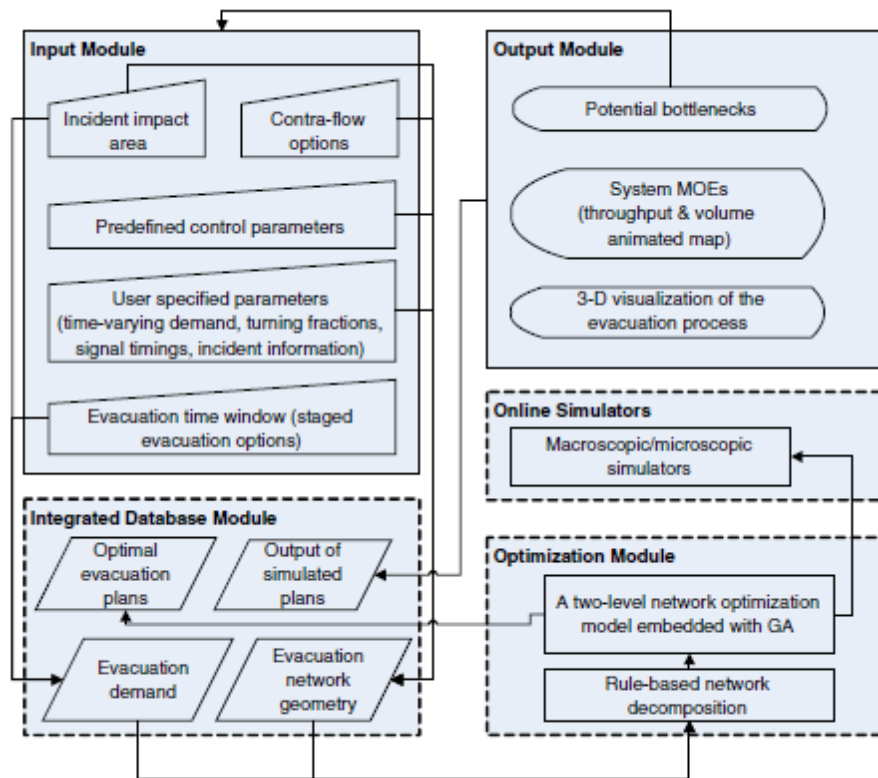 Input Module
Incident impact
area
Contra-flow
options
Predefined control parameters
User specified parameters
(time-varying demand, turning fractions,
signal timings, incident information)
Evacuation time window (staged
evacuation options)
Output Module
Potential bottlenecks
System MOEs
(throughput & volume
animated map)
3-D visualization of the
evacuation process
Online Simulators
Macroscopic/microscopic
simulators
Integrated Database Module
Optimal
evacuation
plans
Output of
simulated
plans
Evacuation
demand
Evacuation
network
geometry
Optimization Module
A two-level network optimization
model embedded with GA
Rule-based network
decomposition